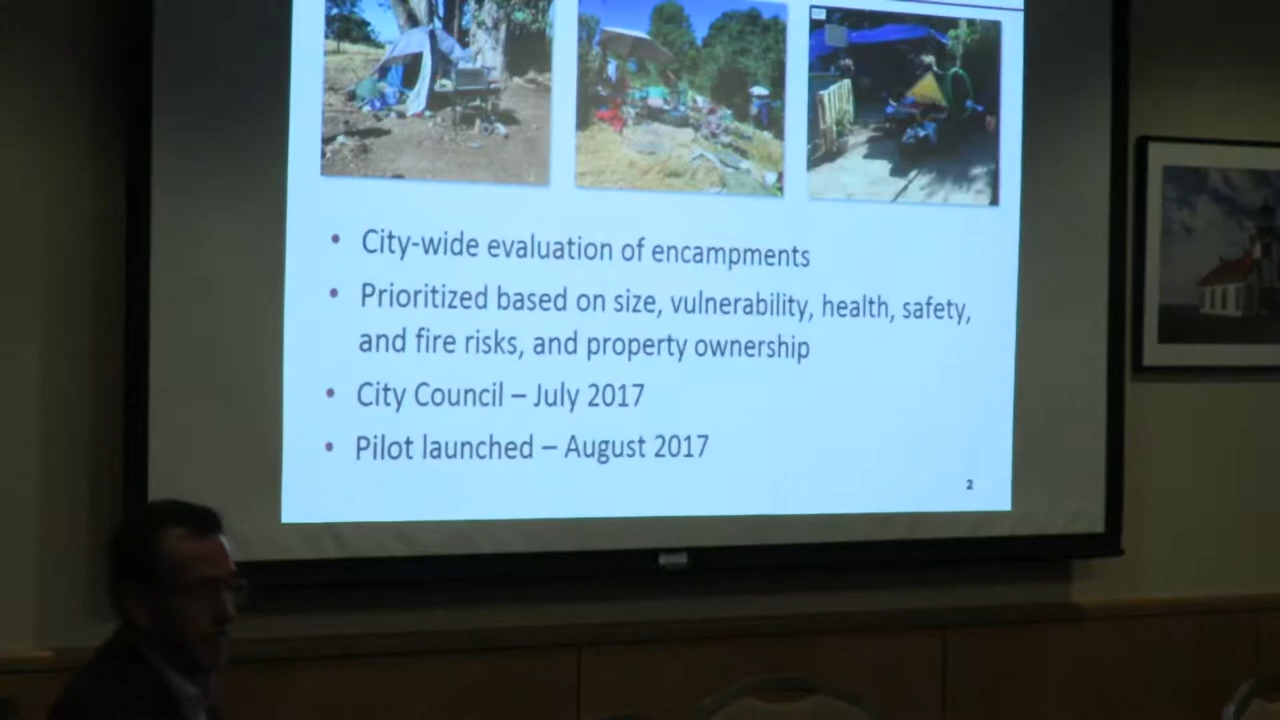 • City-wide evaluation of encampments
• Prioritized based on size, vulnerability, health, safety,
and fire risks, and property ownership
• City Council – July 2017
• Pilot launched – August 2017
2